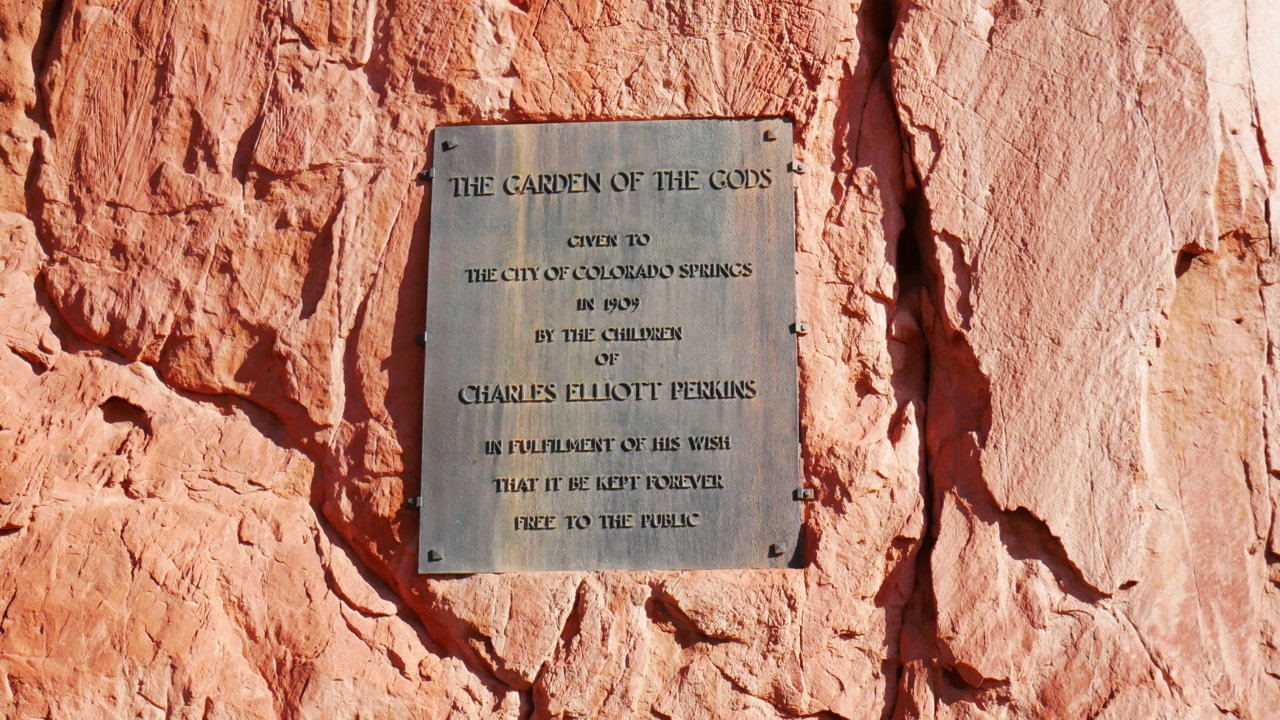 THE GARDEN OF THE GODS
GIVEN TO
THE CITY OF COLORADO SPRINGS
IN 1909
BY THE CHILDREN
OF
CHARLES ELLIOTT PERKINS
IN FULFILMENT OF HIS WISH
THAT IT BE KEPT FOREVER
FREE TO THE PUBLIC